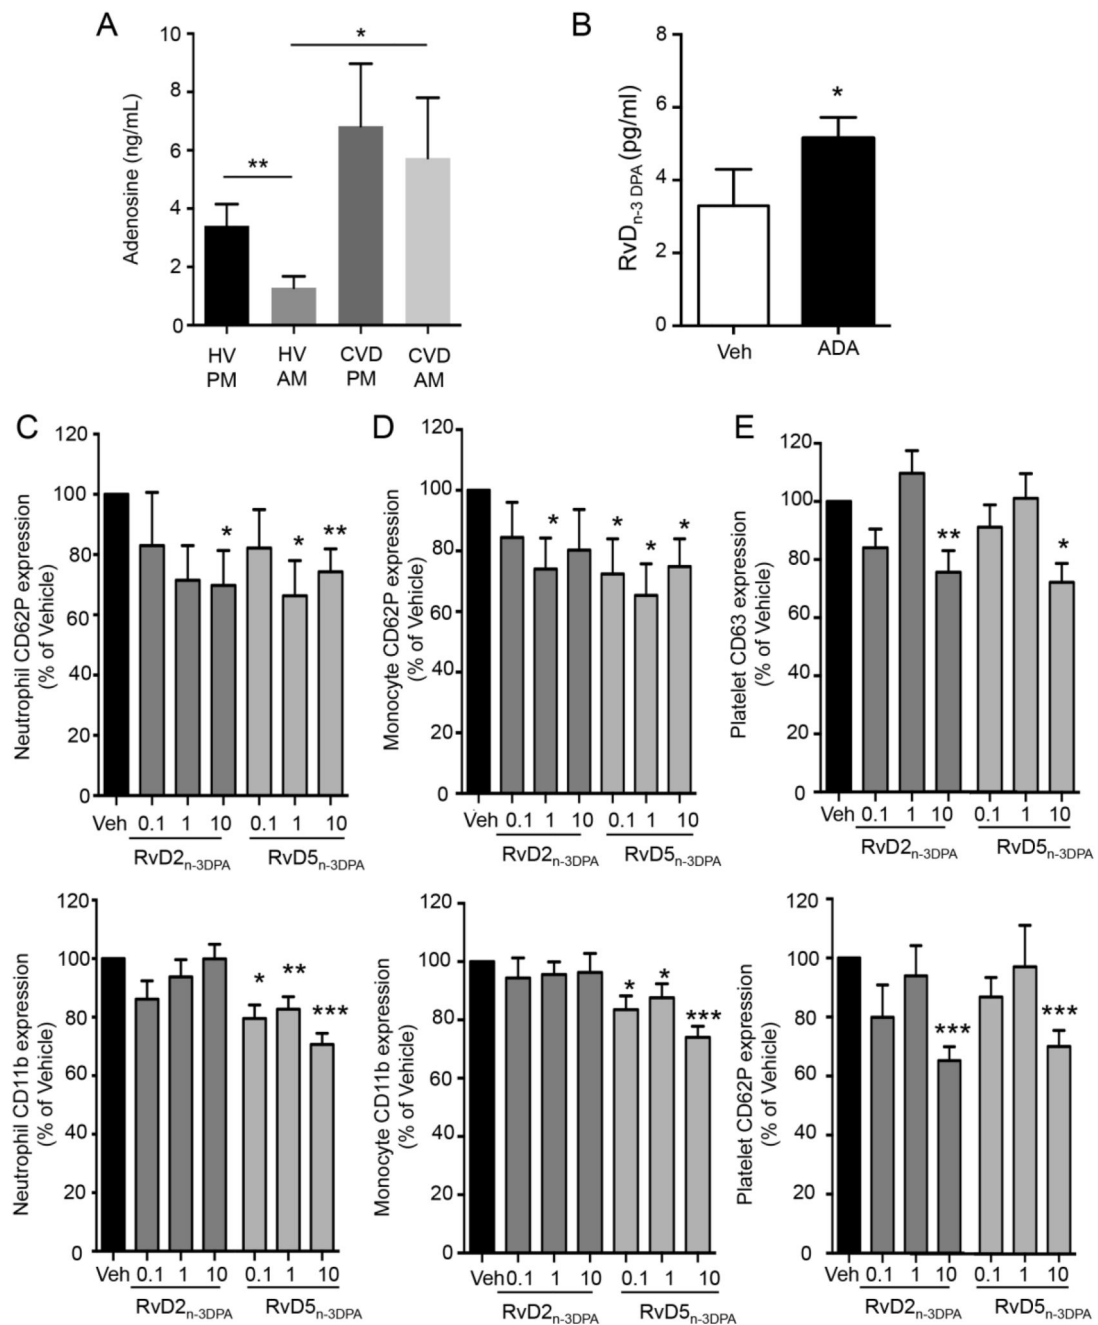 A
Adenosine (ng/mL)
10
8
6
4
2
0
**
*
HV PM
HV AM
CVD PM
CVD AM
B
RvDn-3 DPA (pg/ml)
8
6
4
2
0
*
Veh
ADA
C
Neutrophil CD62P expression
(% of Vehicle)
120
100
80
60
40
20
0
* * **
Veh 0.1 1 10 0.1 1 10
RvD2n-3DPA RvD5n-3DPA
Neutrophil CD11b expression
(% of Vehicle)
120
100
80
60
40
20
0
* ** ***
Veh 0.1 1 10 0.1 1 10
RvD2n-3DPA RvD5n-3DPA
D
Monocyte CD62P expression
(% of Vehicle)
120
100
80
60
40
20
0
* * * *
Veh 0.1 1 10 0.1 1 10
RvD2n-3DPA RvD5n-3DPA
Monocyte CD11b expression
(% of Vehicle)
120
100
80
60
40
20
0
* * ***
Veh 0.1 1 10 0.1 1 10
RvD2n-3DPA RvD5n-3DPA
E
Platelet CD63 expression
(% of Vehicle)
120
100
80
60
40
20
0
** *
Veh 0.1 1 10 0.1 1 10
RvD2n-3DPA RvD5n-3DPA
Platelet CD62P expression
(% of Vehicle)
120
100
80
60
40
20
0
*** ***
Veh 0.1 1 10 0.1 1 10
RvD2n-3DPA RvD5n-3DPA